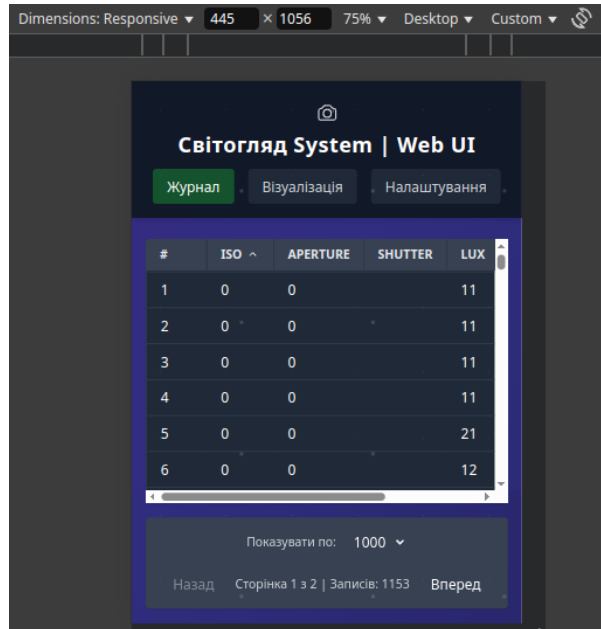 Dimensions: Responsive ▼ 445 × 1056 75% ▼ Desktop ▼ Custom ▼
Світогляд System | Web UI
Журнал Візуалізація Налаштування
# ISO ^ APERTURE SHUTTER LUX
1 0 0 11
2 0 0 11
3 0 0 11
4 0 0 11
5 0 0 21
6 0 0 12
Показувати по: 1000
Назад Сторінка 1 з 2 | Записів: 1153 Вперед